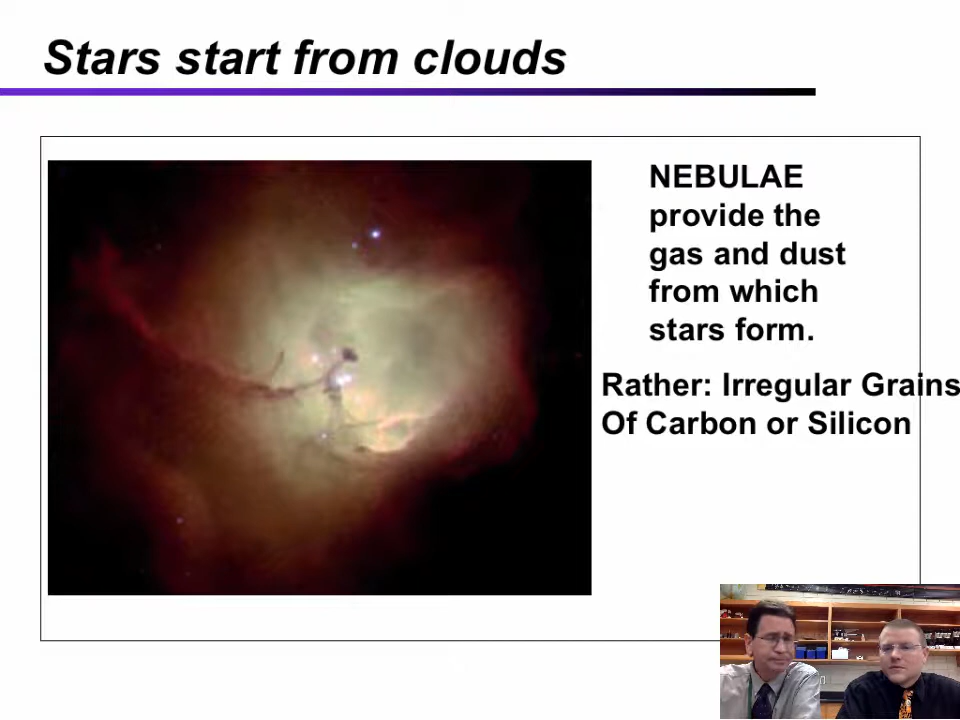 Stars start from clouds
NEBULAE
provide the
gas and dust
from which
stars form.
Rather: Irregular Grains
Of Carbon or Silicon